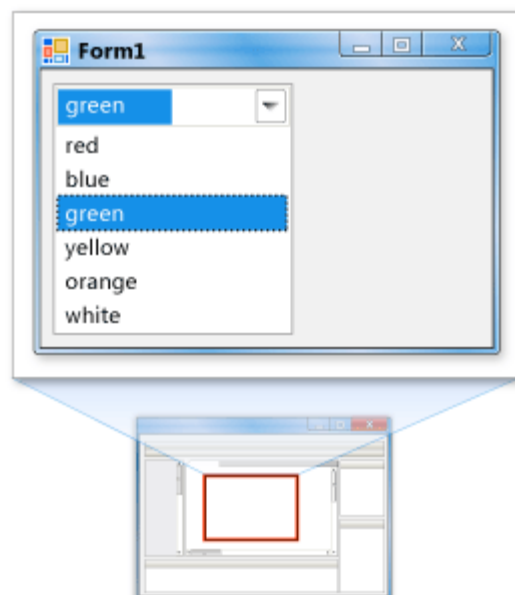 Form1
green
red
blue
green
yellow
orange
white